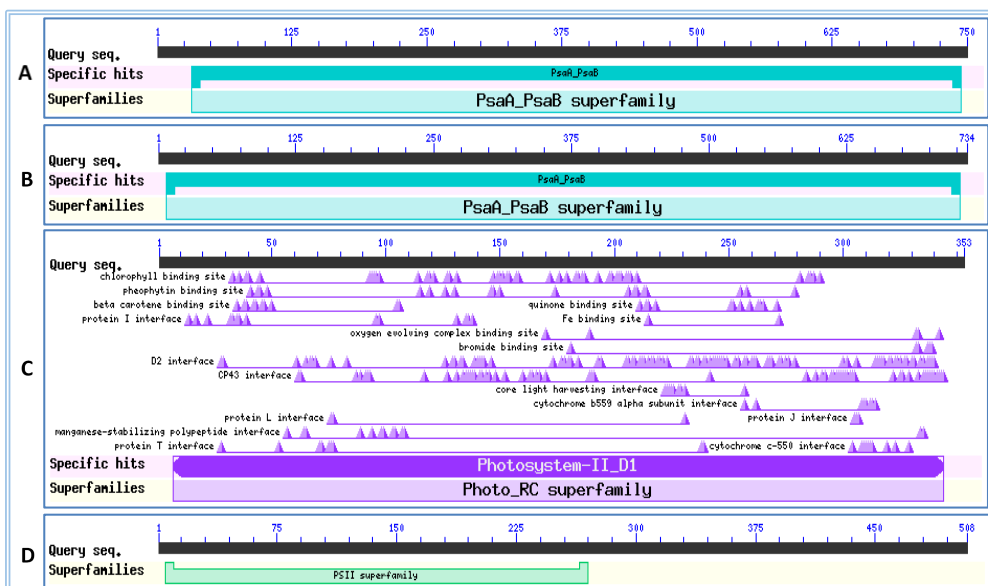 A
1 125 250 375 500 625 750
Query seq.
Specific hits PsaA_PsaB
Superfamilies PsaA_PsaB superfamily
B
1 125 250 375 500 625 734
Query seq.
Specific hits PsaA_PsaB
Superfamilies PsaA_PsaB superfamily
C
1 50 100 150 200 250 300 353
Query seq.
chlorophyll binding site
pheophytin binding site
beta carotene binding site quinone binding site
protein I interface Fe binding site
oxygen evolving complex binding site
bromide binding site
D2 interface
CP43 interface
core light harvesting interface
cytochrome b559 alpha subunit interface
protein L interface protein J interface
manganese-stabilizing polypeptide interface
protein T interface cytochrome c-550 interface
Specific hits Photosystem-II_D1
Superfamilies Photo_RC superfamily
D
1 75 150 225 300 375 450 508
Query seq.
Superfamilies PSII superfamily